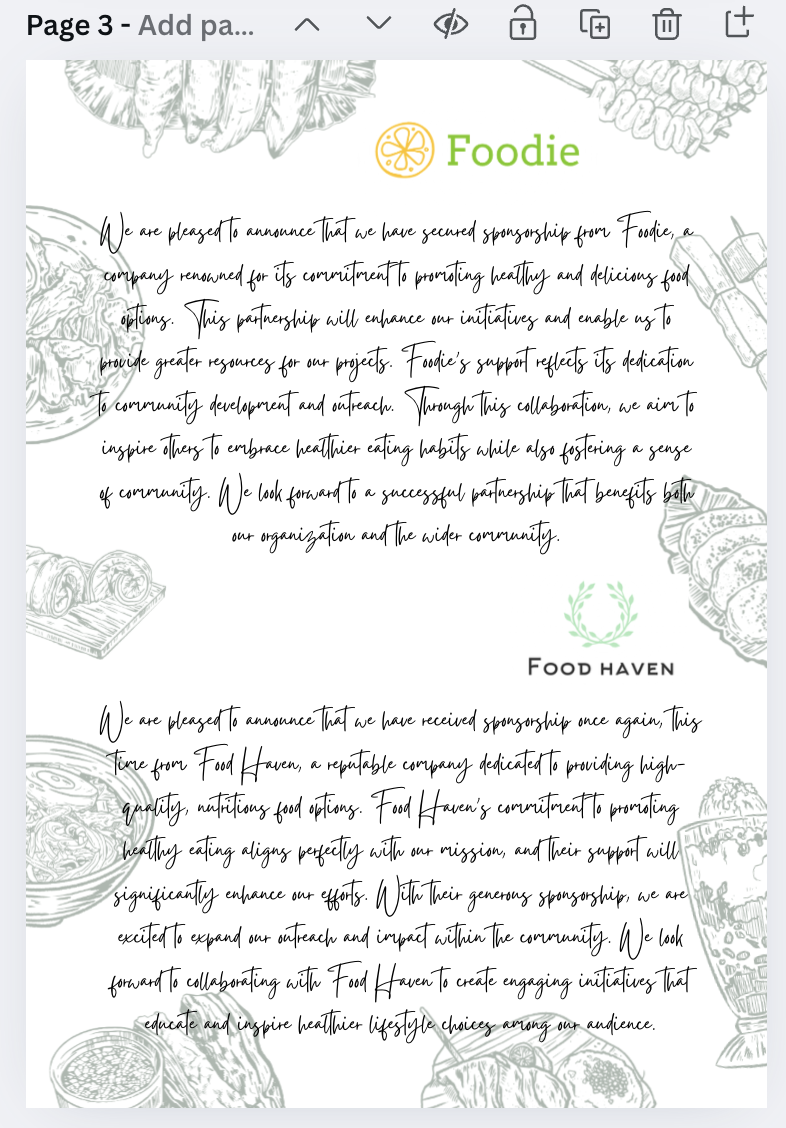 Page 3 - Add pa...
Foodie
We are pleased to announce that we have secured sponsorship from Foodie, a
company renowned for its commitment to promoting healthy and delicious food
options. This partnership will enhance our initiatives and enable us to
provide greater resources for our projects. Foodie's support reflects its dedication
to community development and outreach. Through this collaboration, we aim to
inspire others to embrace healthier eating habits while also fostering a sense
of community. We look forward to a successful partnership that benefits both
our organization and the wider community.
FOOD HAVEN
We are pleased to announce that we have received sponsorship once again, this
time from Food Haven, a reputable company dedicated to providing high-
quality, nutritious food options. Food Haven's commitment to promoting
healthy eating aligns perfectly with our mission, and their support will
significantly enhance our efforts. With their generous sponsorship, we are
excited to expand our outreach and impact within the community. We look
forward to collaborating with Food Haven to create engaging initiatives that
educate and inspire healthier lifestyle choices among our audience.